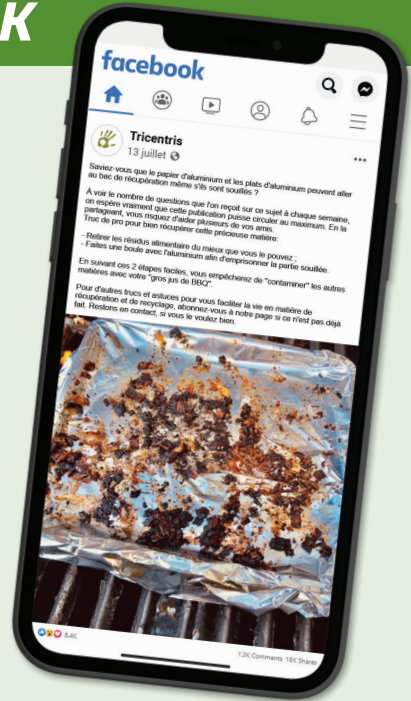 K
facebook
Tricentris
13 juillet
Saviez-vous que le papier d'aluminium et les plats d'aluminium peuvent aller
au bac de récupération même s'ils sont souillés ?
À voir le nombre de questions que l'on reçoit sur ce sujet à chaque semaine,
on espère vraiment que cette publication puisse circuler au maximum. En la
partageant, vous risquez d'aider plusieurs de vos amis.
Truc de pro pour bien récupérer cette précieuse matière:
- Retirer les résidus alimentaire du mieux que vous le pouvez ;
- Faites une boule avec l'aluminium afin d'emprisonner la partie souillée.
En suivant ces 2 étapes faciles, vous empêcherez de "contaminer" les autres
matières avec votre "gros jus de BBQ".
Pour d'autres trucs et astuces pour vous faciliter la vie en matière de
récupération et de recyclage, abonnez-vous à notre page si ce n'est pas déjà
fait. Restons en contact, si vous le voulez bien.
6.4K
1.3K Comments 18K Shares